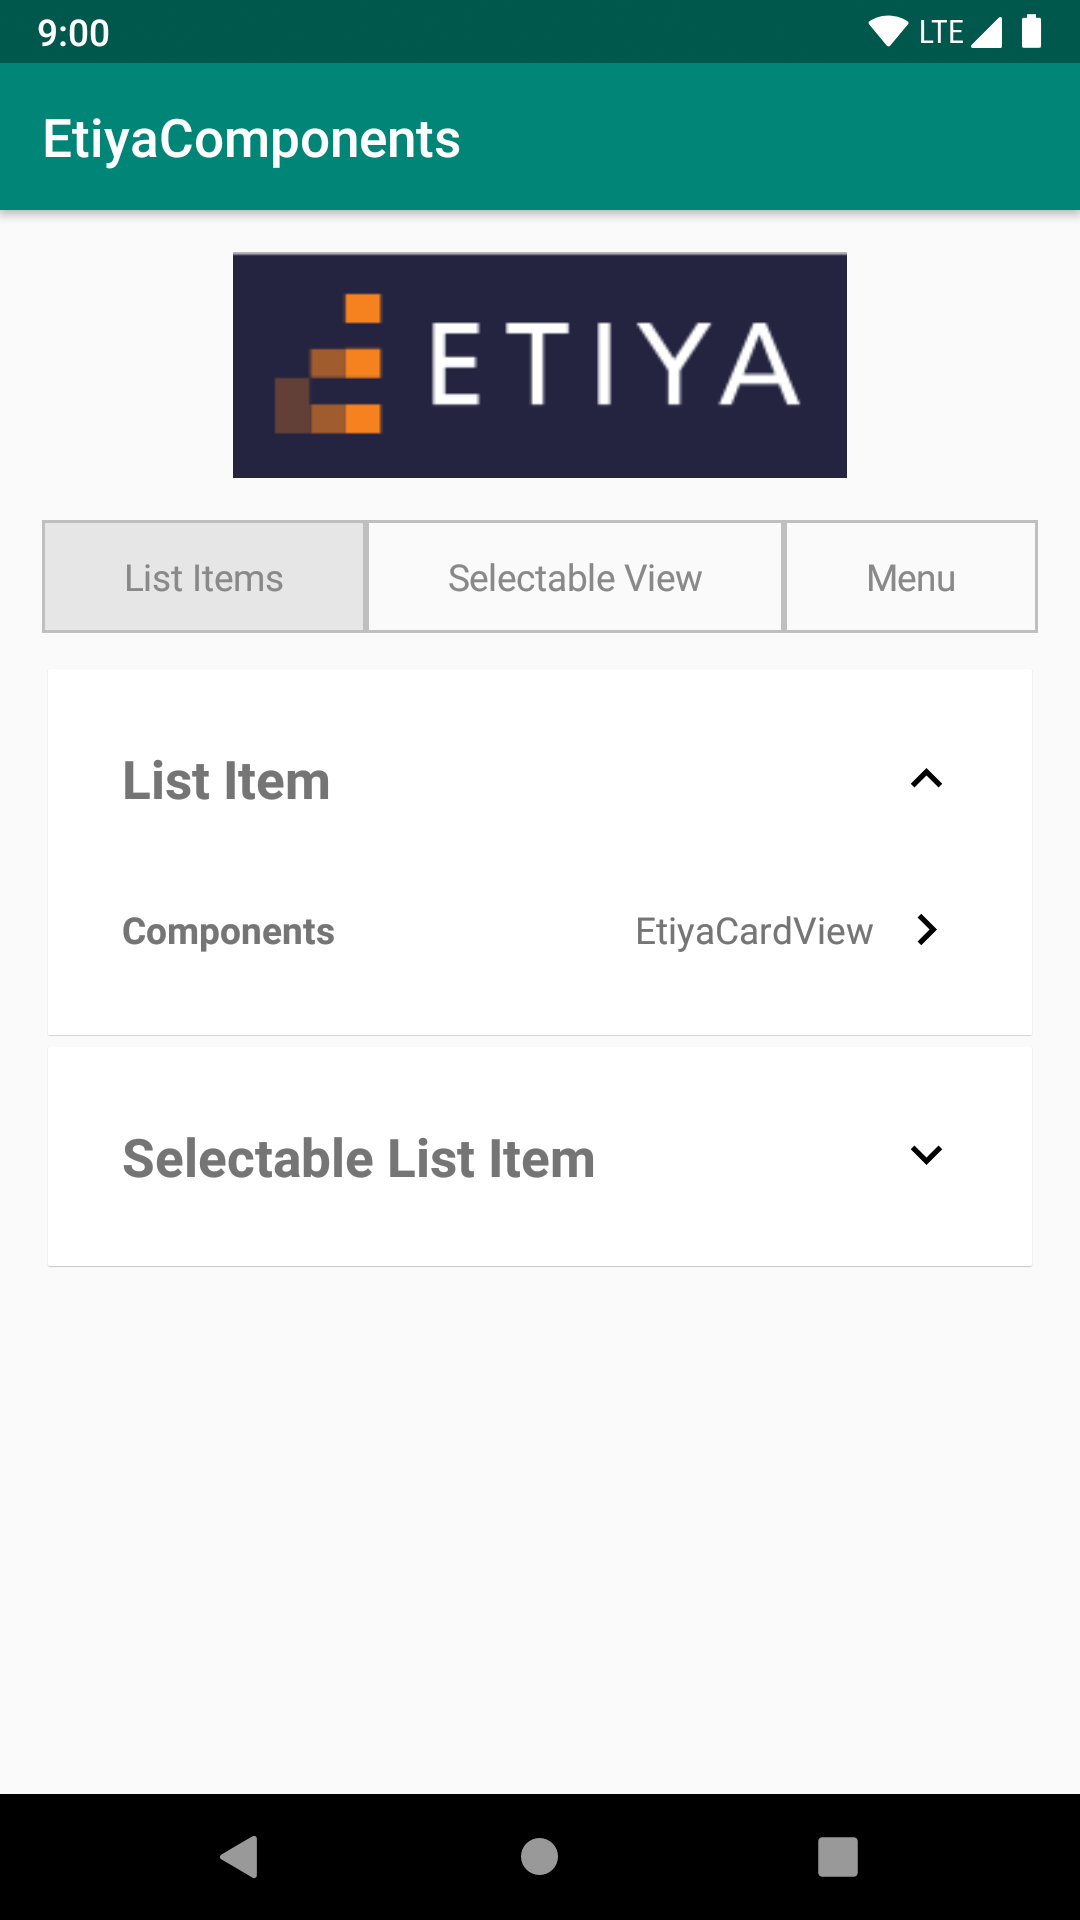 9:00 LTE
EtiyaComponents
ETIYA
List Items Selectable View Menu
List Item
Components EtiyaCardView
Selectable List Item